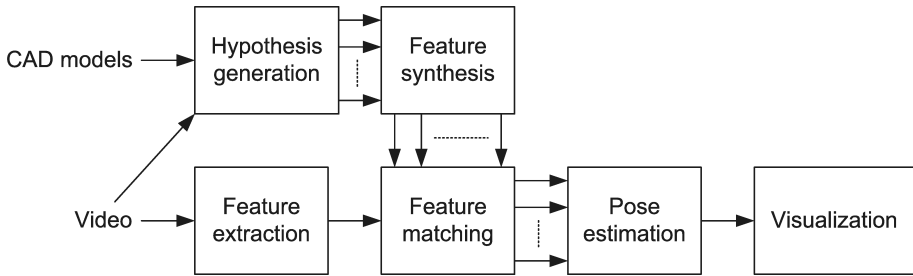 CAD models
Hypothesis
generation
Feature
synthesis
Video
Feature
extraction
Feature
matching
Pose
estimation
Visualization